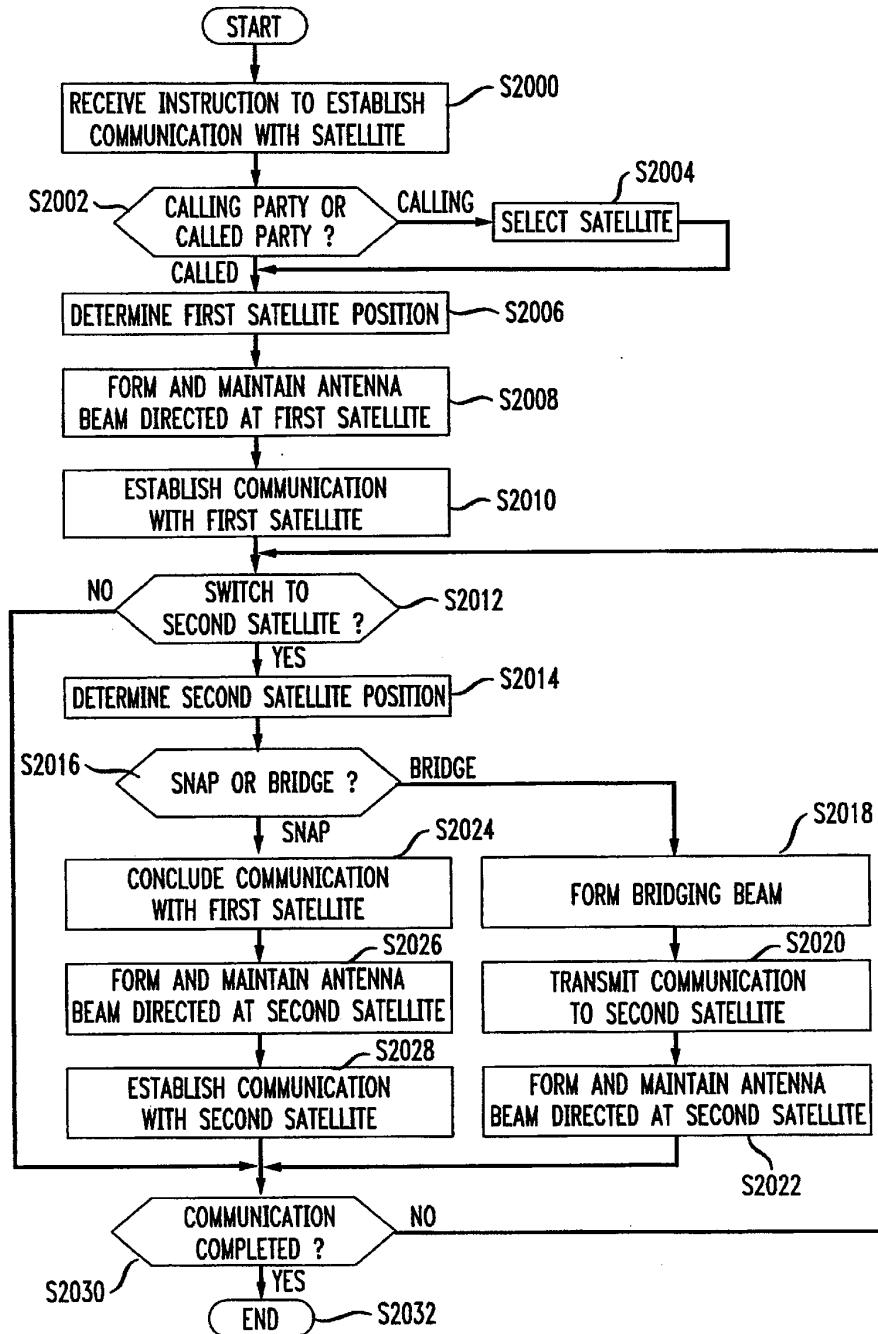 START
S2000
RECEIVE INSTRUCTION TO ESTABLISH
COMMUNICATION WITH SATELLITE
S2002
CALLING PARTY OR
CALLED PARTY ?
CALLING
S2004
SELECT SATELLITE
CALLED
DETERMINE FIRST SATELLITE POSITION
S2006
FORM AND MAINTAIN ANTENNA
BEAM DIRECTED AT FIRST SATELLITE
S2008
ESTABLISH COMMUNICATION
WITH FIRST SATELLITE
S2010
NO
SWITCH TO
SECOND SATELLITE ?
S2012
YES
DETERMINE SECOND SATELLITE POSITION
S2014
S2016
SNAP OR BRIDGE ?
BRIDGE
SNAP
S2024
CONCLUDE COMMUNICATION
WITH FIRST SATELLITE
S2018
FORM BRIDGING BEAM
S2026
FORM AND MAINTAIN ANTENNA
BEAM DIRECTED AT SECOND SATELLITE
S2020
TRANSMIT COMMUNICATION
TO SECOND SATELLITE
S2028
ESTABLISH COMMUNICATION
WITH SECOND SATELLITE
FORM AND MAINTAIN ANTENNA
BEAM DIRECTED AT SECOND SATELLITE
S2022
COMMUNICATION
COMPLETED ?
NO
S2030
YES
END
S2032